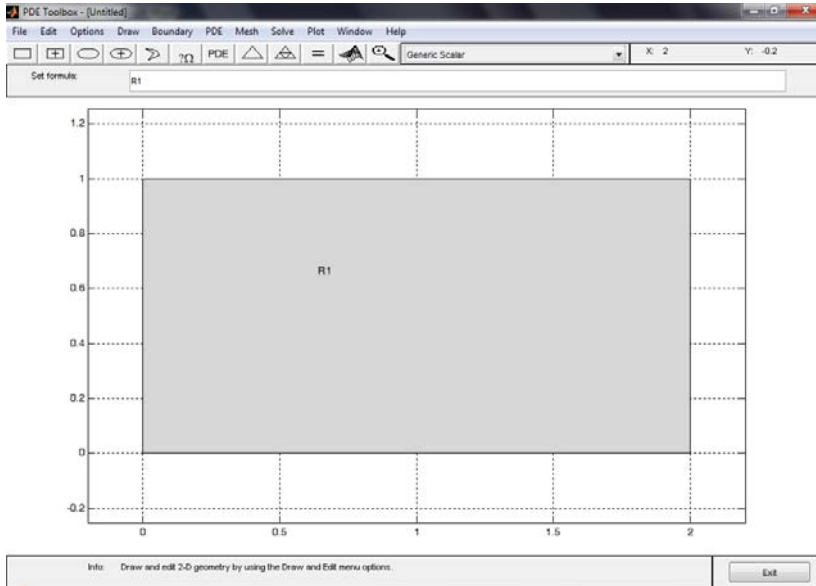 PDE Toolbox - [Untitled]
File Edit Options Draw Boundary PDE Mesh Solve Plot Window Help
?Ω PDE = Generic Scalar X: 2 Y: -0.2
Set formula: R1
1.2
1
0.8
R1
0.6
0.4
0.2
0
-0.2
0 0.5 1 1.5 2
Info: Draw and edit 2-D geometry by using the Draw and Edit menu options. Exit